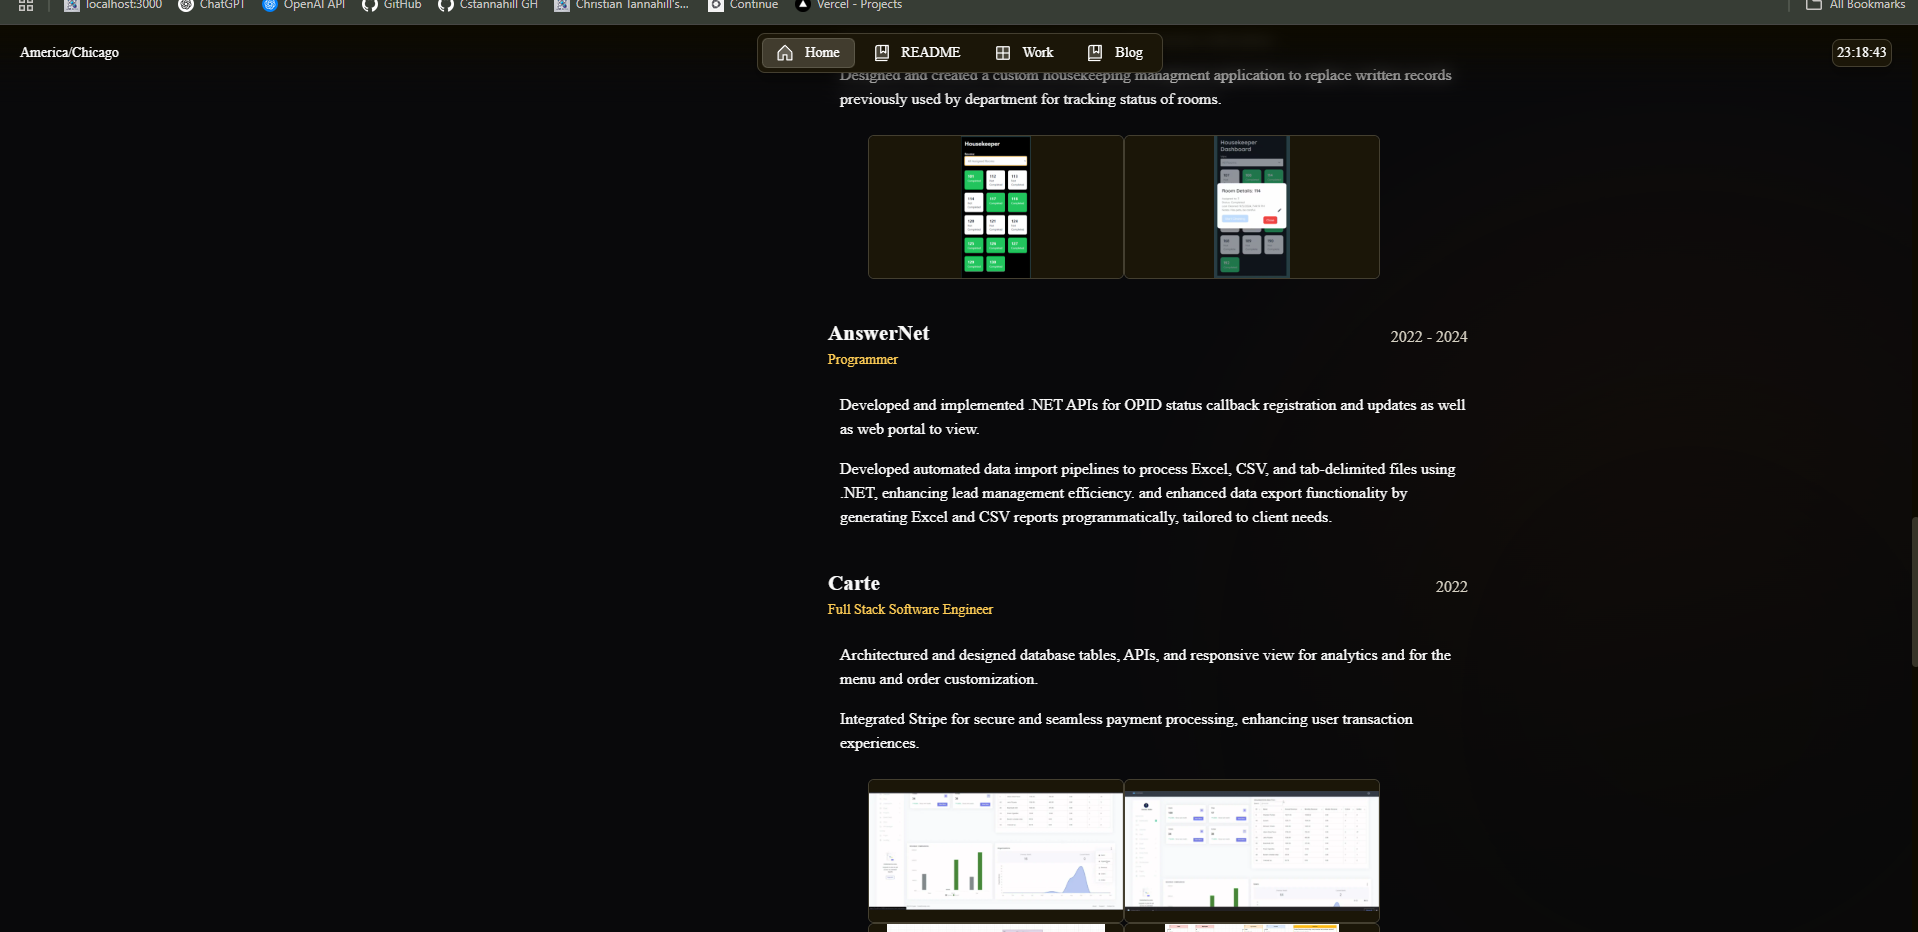 localhost:3000 ChatGPT OpenAI API GitHub Cstannahill GH Christian Tannahill's... Continue Vercel - Projects All Bookmarks
America/Chicago Home README Work Blog 23:18:43
Designed and created a custom housekeeping managment application to replace written records
previously used by department for tracking status of rooms.
Housekeeper
Housekeeper
Dashboard
Room Details: 114
AnswerNet 2022 - 2024
Programmer
Developed and implemented .NET APIs for OPID status callback registration and updates as well
as web portal to view.
Developed automated data import pipelines to process Excel, CSV, and tab-delimited files using
.NET, enhancing lead management efficiency. and enhanced data export functionality by
generating Excel and CSV reports programmatically, tailored to client needs.
Carte 2022
Full Stack Software Engineer
Architectured and designed database tables, APIs, and responsive view for analytics and for the
menu and order customization.
Integrated Stripe for secure and seamless payment processing, enhancing user transaction
experiences.